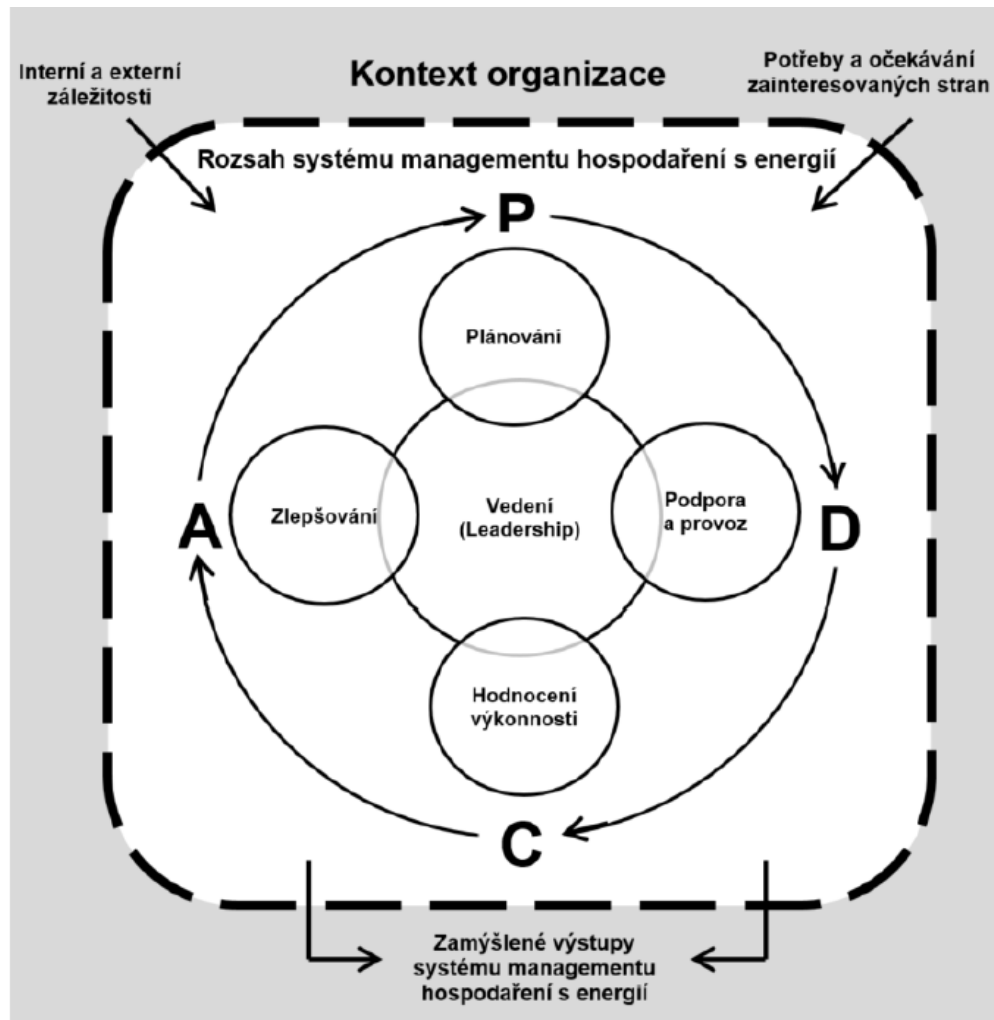 Kontext organizace
Interní a externí
záležitosti
Potřeby a očekávání
zainteresovaných stran
Rozsah systému managementu hospodaření s energií
P
Plánování
A
Zlepšování
Vedení
(Leadership)
Podpora
a provoz
D
Hodnocení
výkonnosti
C
Zamýšlené výstupy
systému managementu
hospodaření s energií